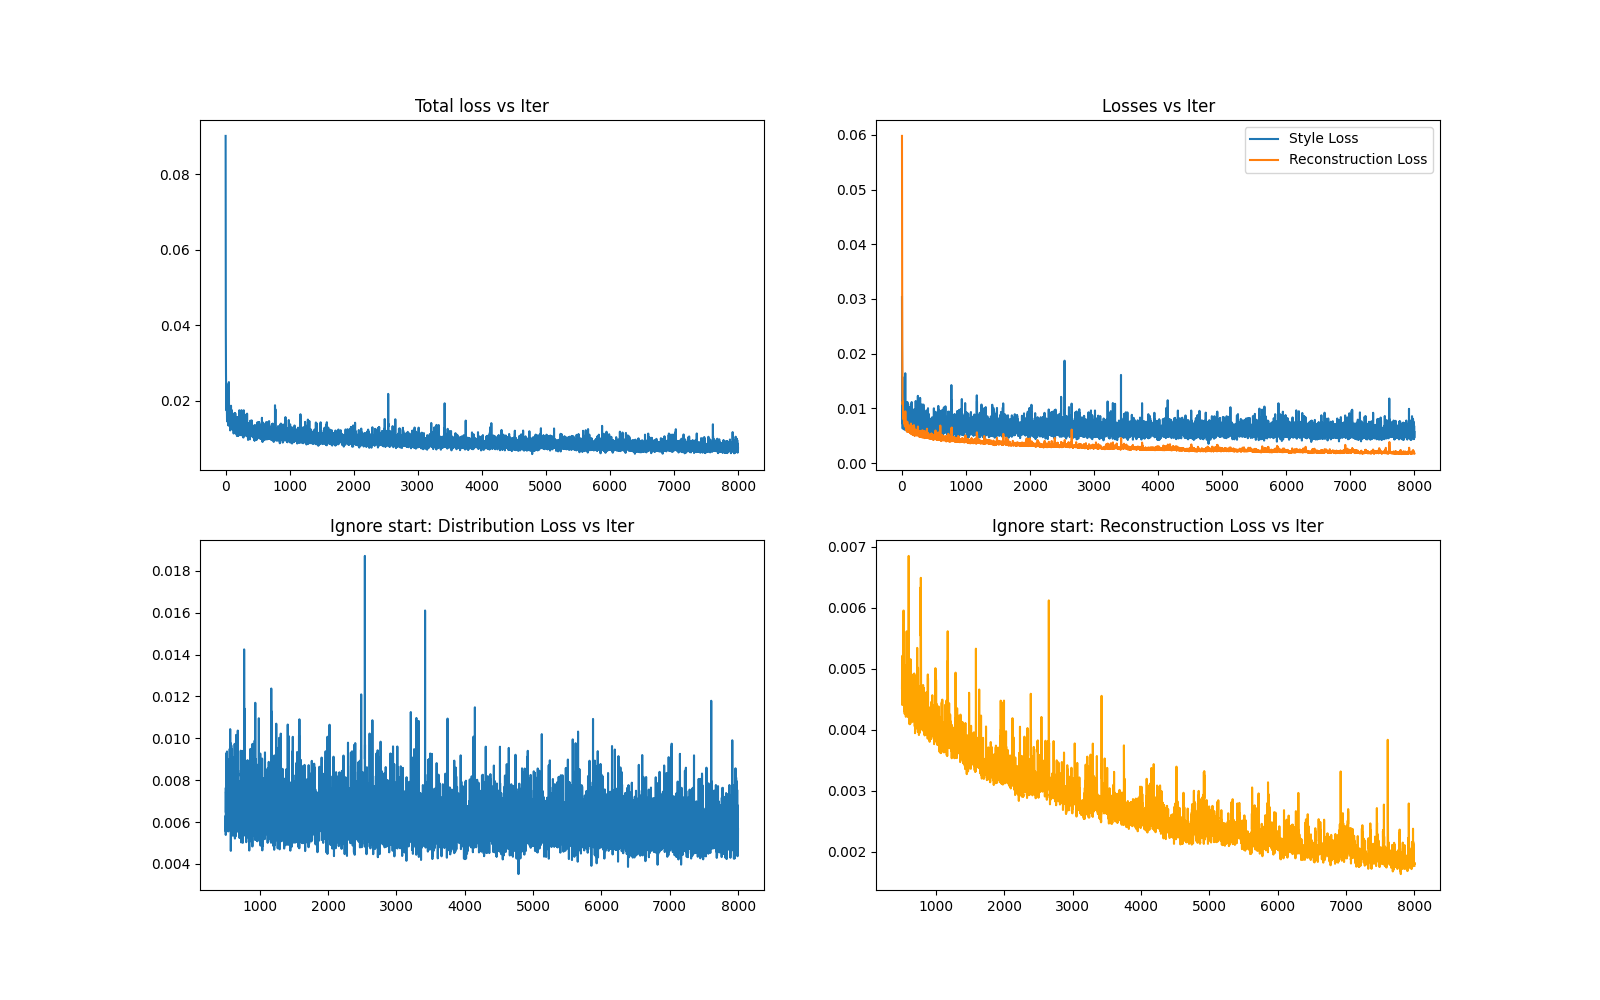 Total loss vs Iter
0.08
0.06
0.04
0.02
0 1000 2000 3000 4000 5000 6000 7000 8000
Losses vs Iter
Style Loss
Reconstruction Loss
0.06
0.05
0.04
0.03
0.02
0.01
0.00
0 1000 2000 3000 4000 5000 6000 7000 8000
Ignore start: Distribution Loss vs Iter
0.018
0.016
0.014
0.012
0.010
0.008
0.006
0.004
1000 2000 3000 4000 5000 6000 7000 8000
Ignore start: Reconstruction Loss vs Iter
0.007
0.006
0.005
0.004
0.003
0.002
1000 2000 3000 4000 5000 6000 7000 8000